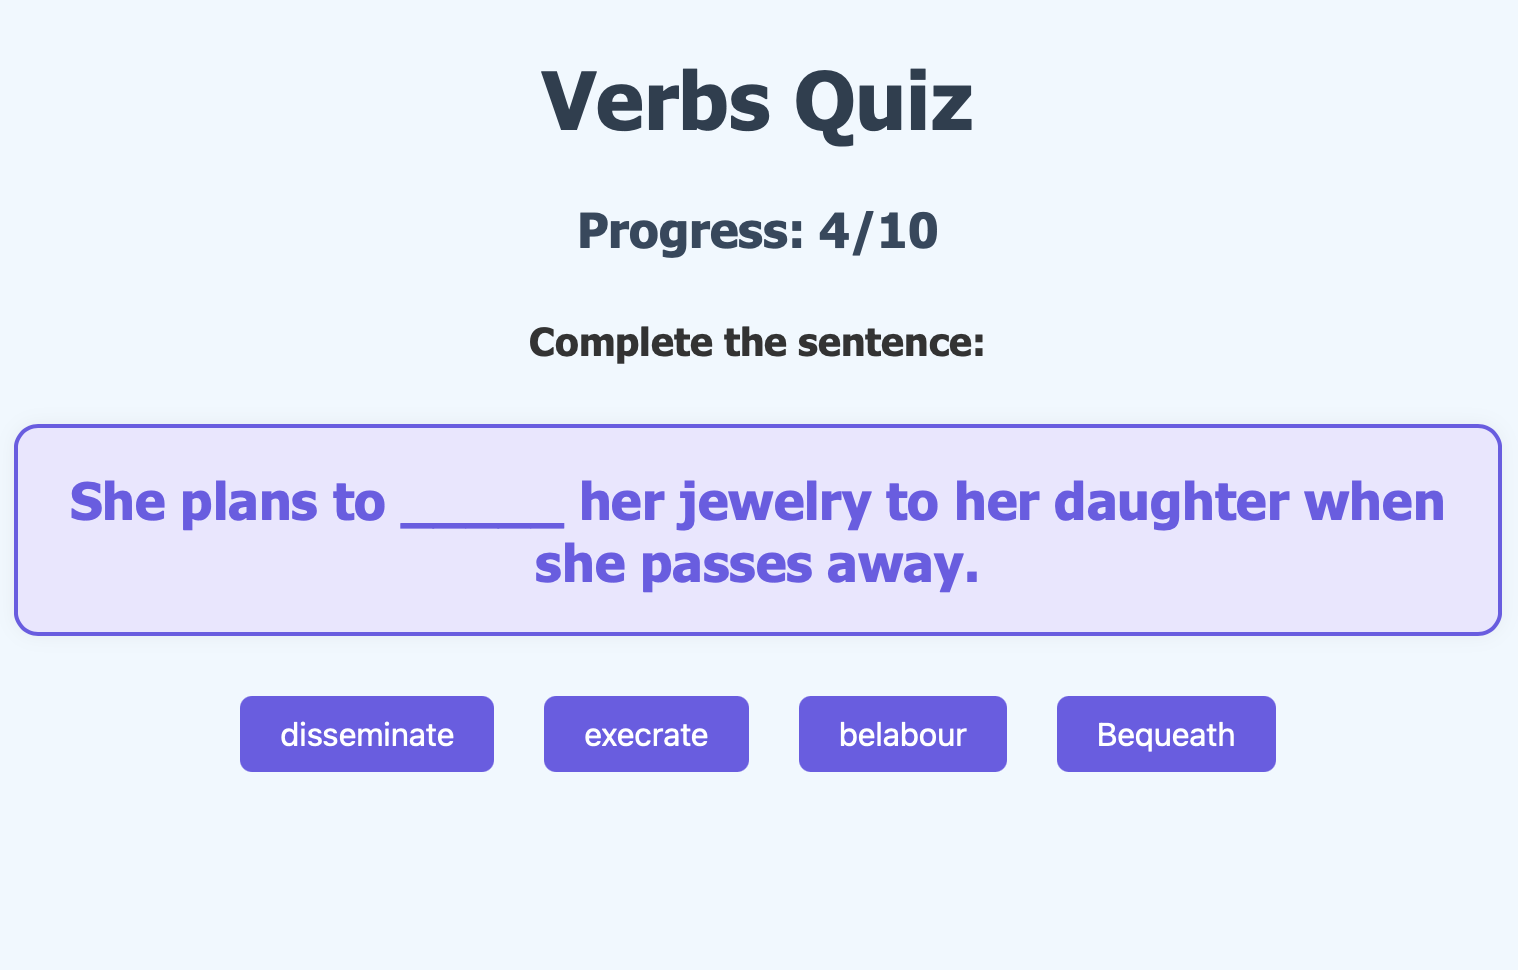 Verbs Quiz
Progress: 4/10
Complete the sentence:
She plans to ______ her jewelry to her daughter when
she passes away.
disseminate execrate belabour Bequeath